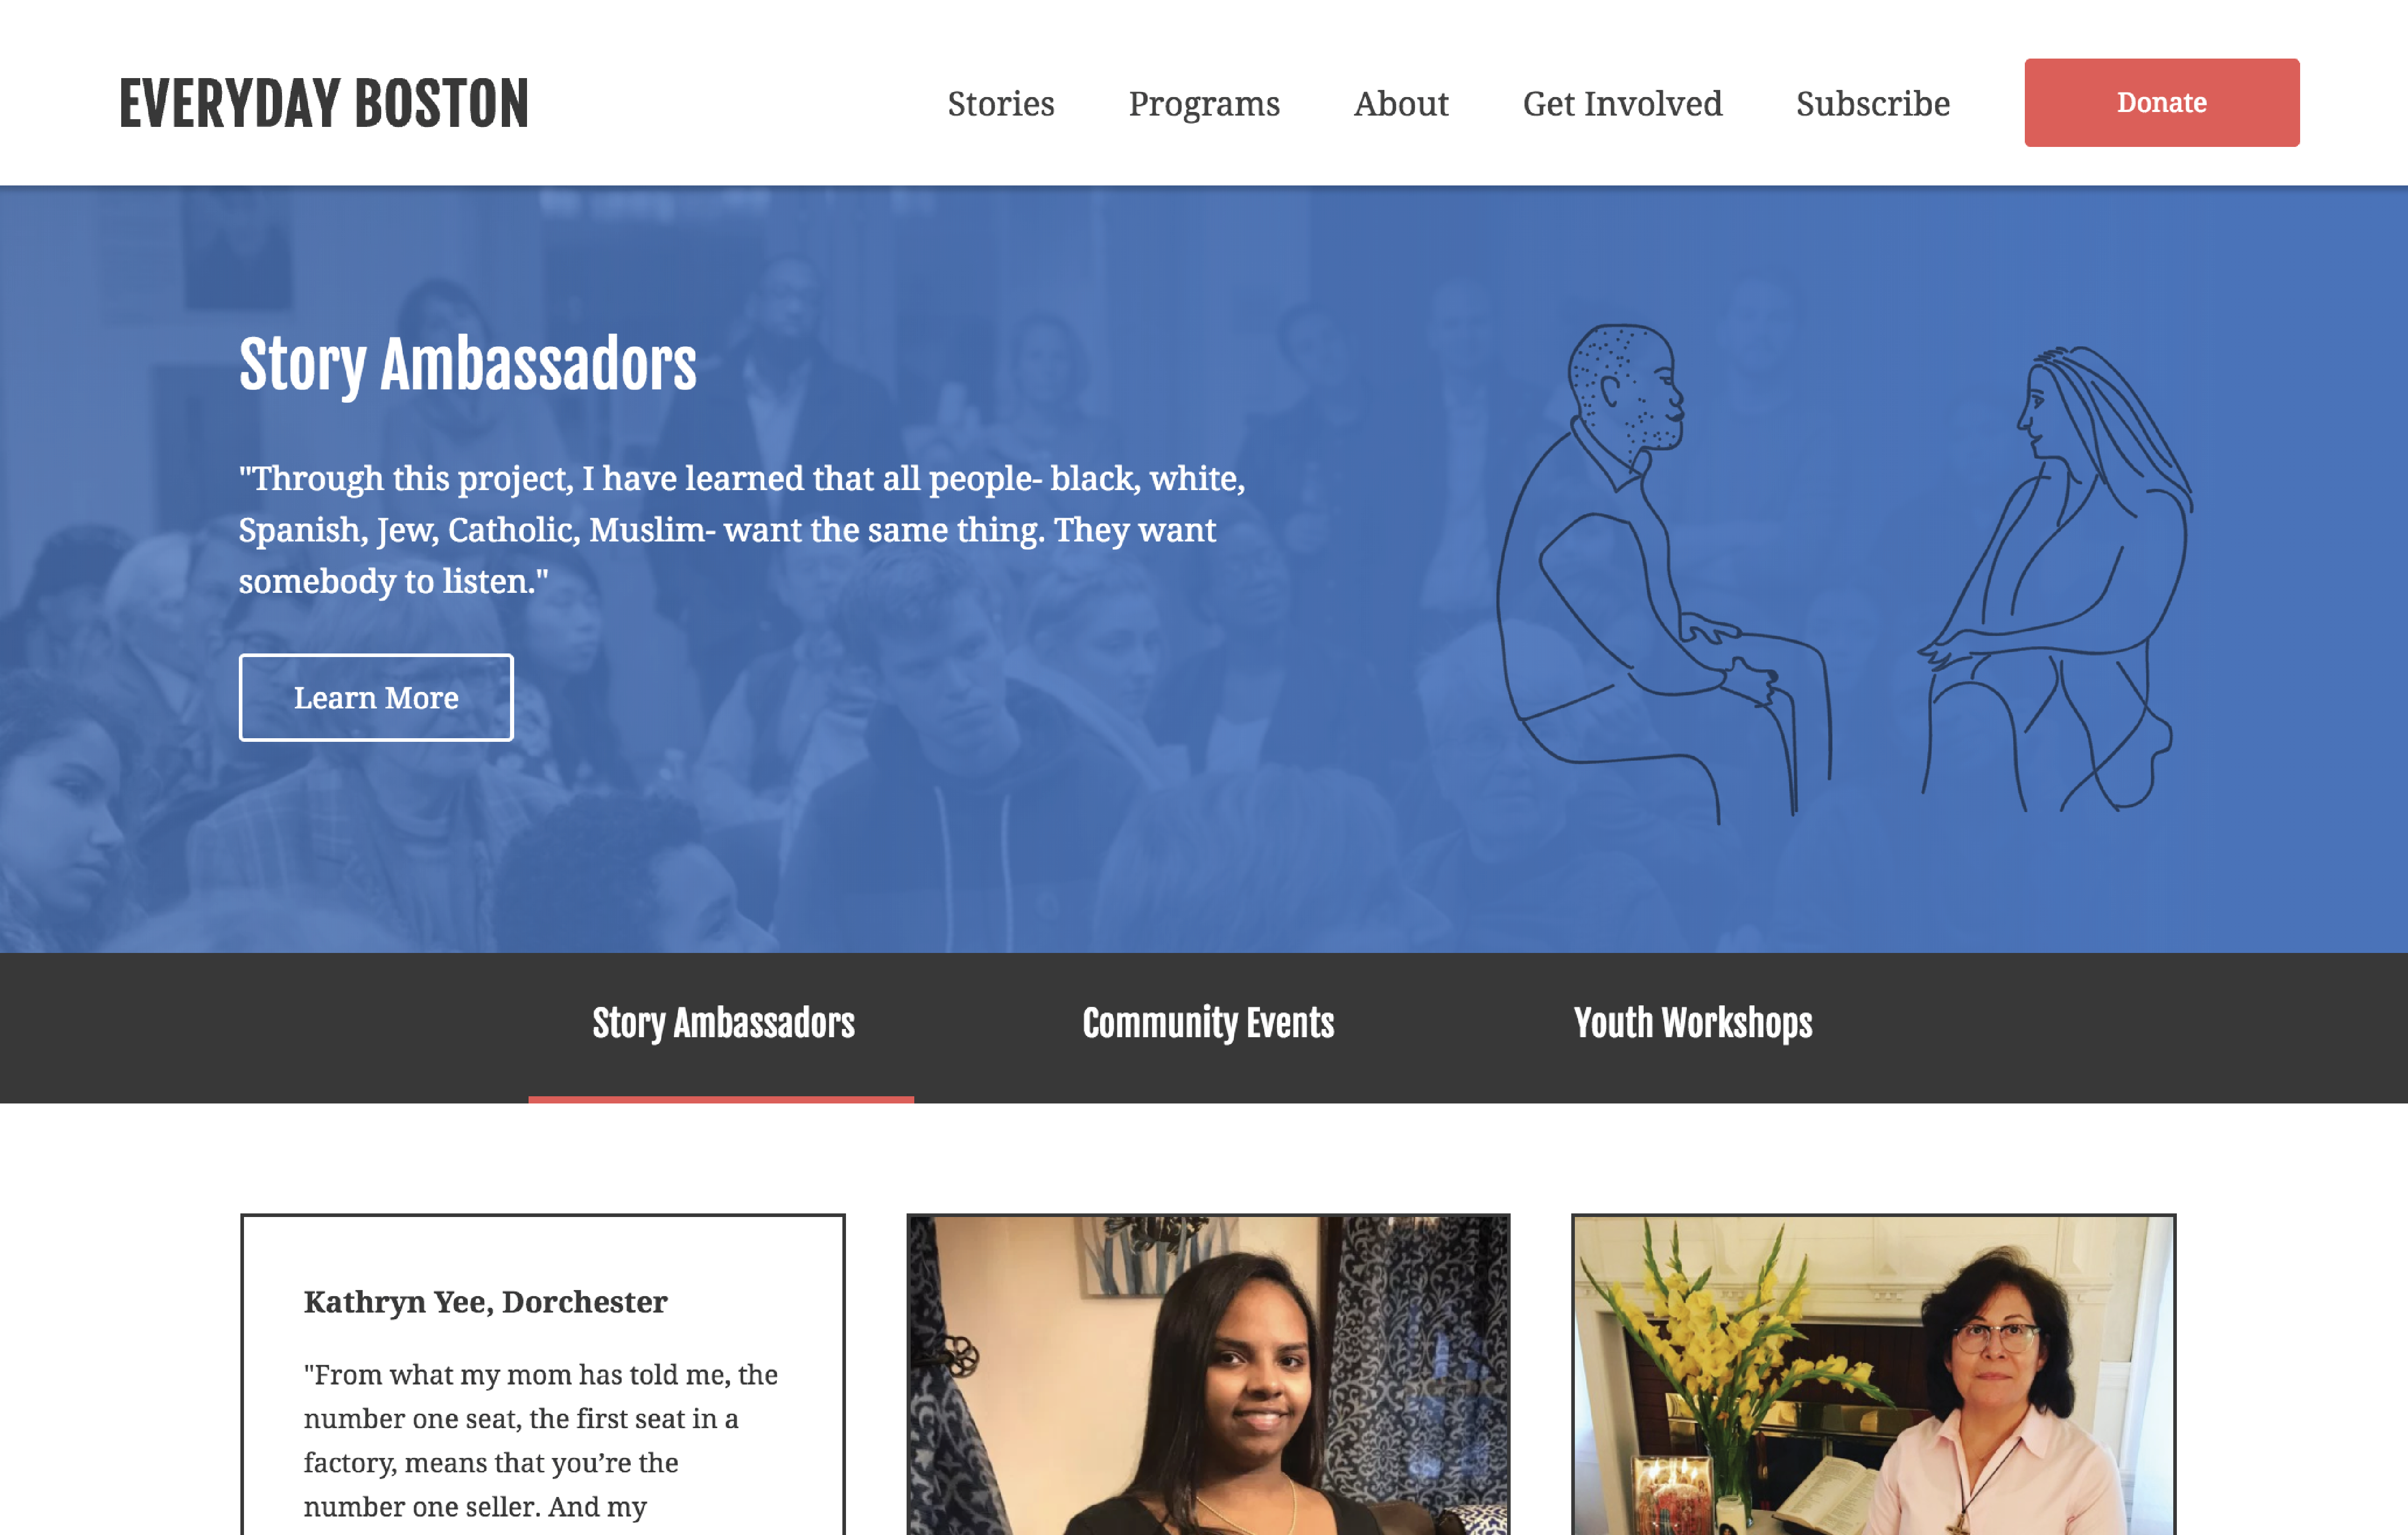 EVERYDAY BOSTON
Stories
Programs
About
Get Involved
Subscribe
Donate
Story Ambassadors
"Through this project, I have learned that all people- black, white,
Spanish, Jew, Catholic, Muslim- want the same thing. They want
somebody to listen."
Learn More
Story Ambassadors
Community Events
Youth Workshops
Kathryn Yee, Dorchester
"From what my mom has told me, the
number one seat, the first seat in a
factory, means that you’re the
number one seller. And my